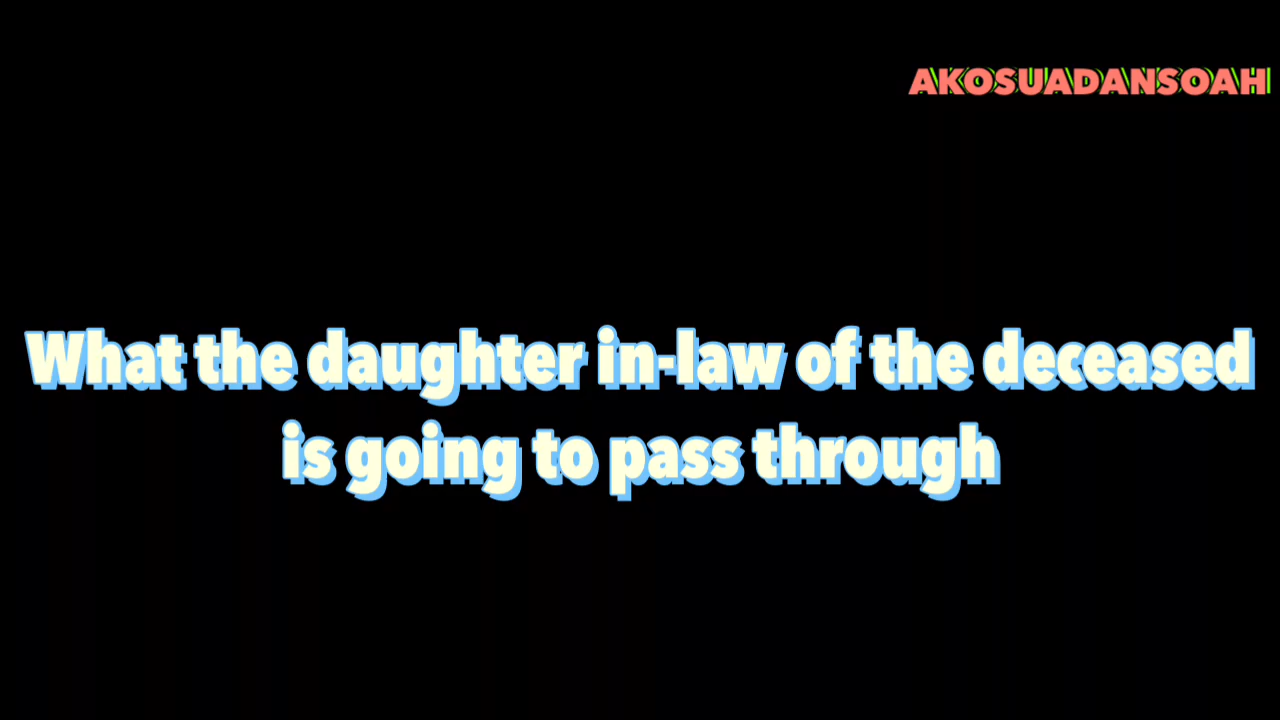 AKOSUADANSOAH
What the daughter in-law of the deceased
is going to pass through